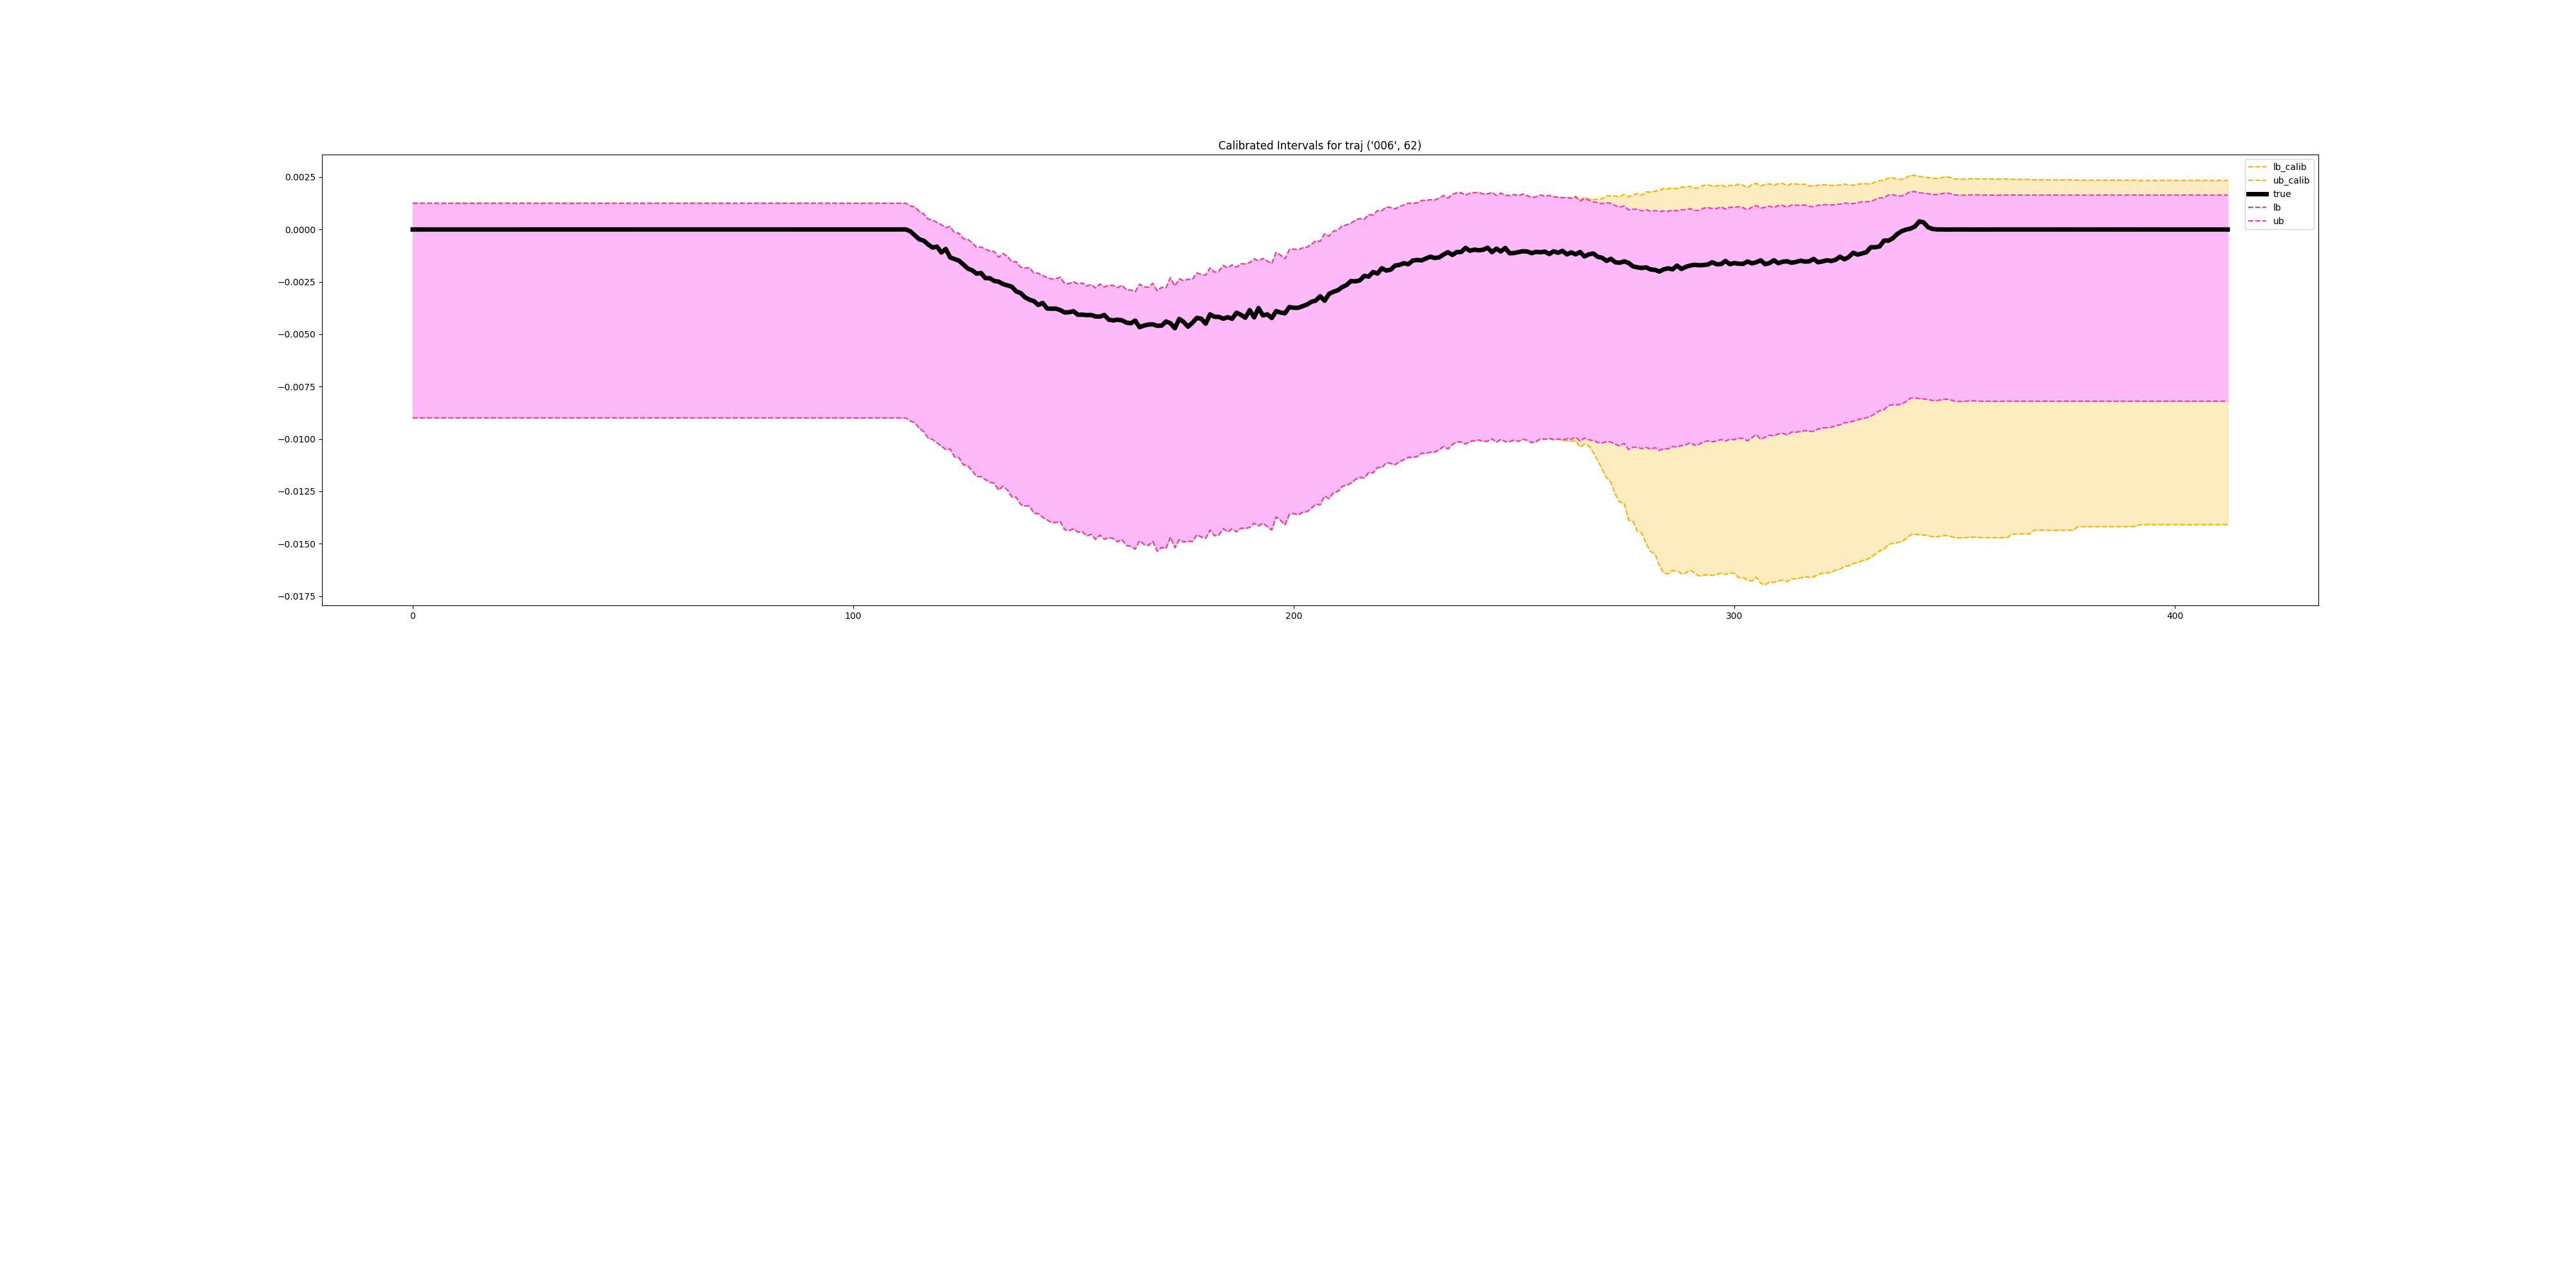 Calibrated Intervals for traj ('006', 62)
0.0025
0.0000
−0.0025
−0.0050
−0.0075
−0.0100
−0.0125
−0.0150
−0.0175
0
100
200
300
400
lb_calib
ub_calib
true
lb
ub